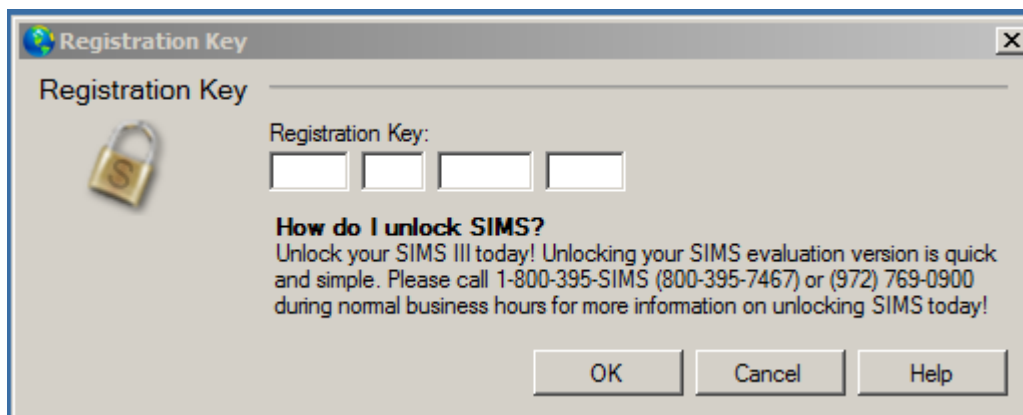 Registration Key
Registration Key
Registration Key:
S
How do I unlock SIMS?
Unlock your SIMS III today! Unlocking your SIMS evaluation version is quick
and simple. Please call 1-800-395-SIMS (800-395-7467) or (972) 769-0900
during normal business hours for more information on unlocking SIMS today!
OK Cancel Help